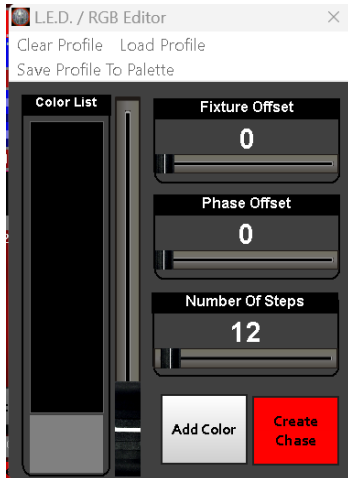 L.E.D. / RGB Editor
Clear Profile Load Profile
Save Profile To Palette
Color List
Fixture Offset
0
Phase Offset
0
Number Of Steps
12
Add Color
Create
Chase